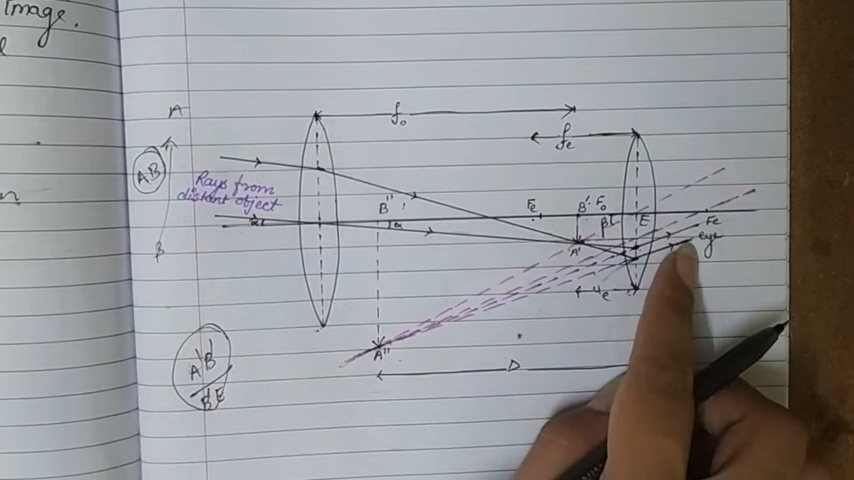 Image.
A
f₀
fe
AB
Rays from
distant object
B
α
B''
α
Fe
B' F₀
β
E
Fe
eye
A'
ue
A''
D
A'B'
B'E